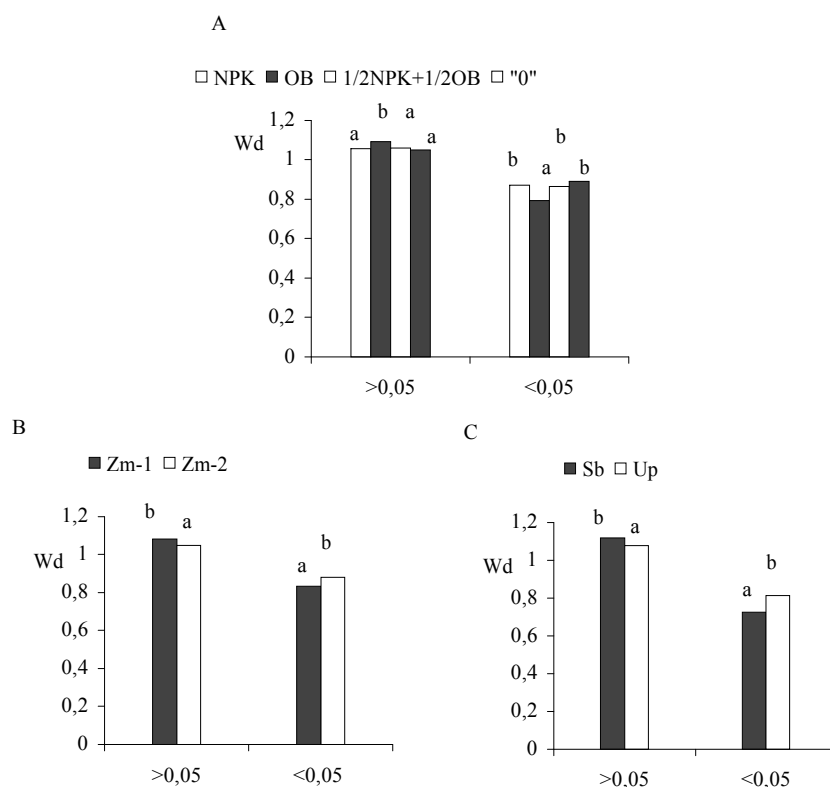 A
NPK OB 1/2NPK+1/2OB "0"
Wd
1,2
1
0,8
0,6
0,4
0,2
0
a b a a
b a b b
>0,05 <0,05
B
Zm-1 Zm-2
Wd
1,2
1
0,8
0,6
0,4
0,2
0
b a
a b
>0,05 <0,05
C
Sb Up
Wd
1,2
1
0,8
0,6
0,4
0,2
0
b a
a b
>0,05 <0,05